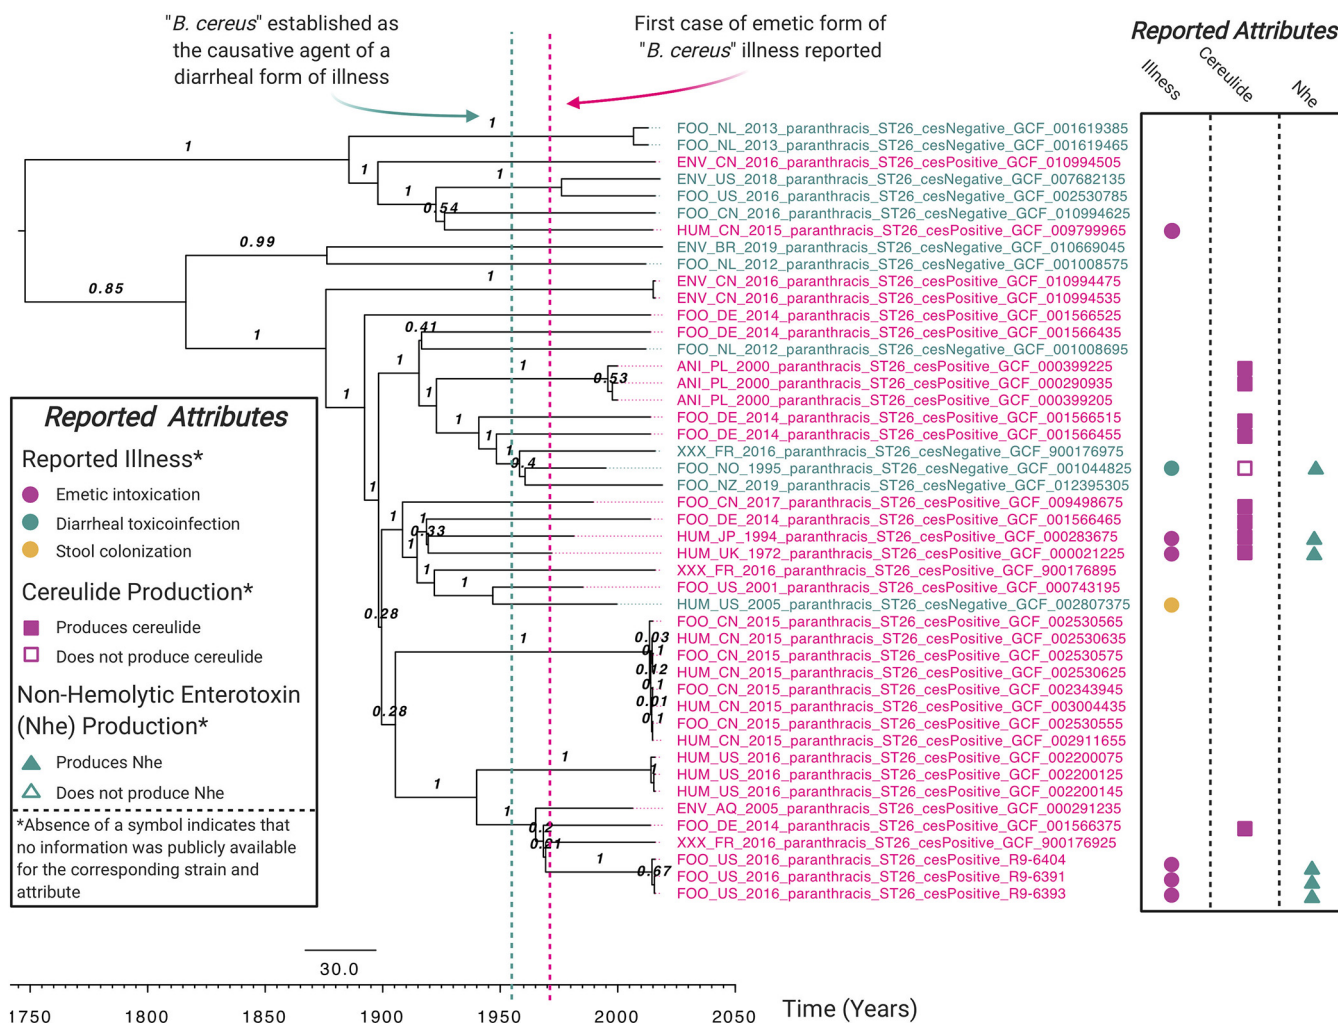 "B. cereus" established as
the causative agent of a
diarrheal form of illness
First case of emetic form of
"B. cereus" illness reported
Reported Attributes
Illness
Cereulide
Nhe
1
FOO_NL_2013_paranthracis_ST26_cesNegative_GCF_001619385
FOO_NL_2013_paranthracis_ST26_cesNegative_GCF_001619465
1
ENV_CN_2016_paranthracis_ST26_cesPositive_GCF_010994505
1
1
ENV_US_2018_paranthracis_ST26_cesNegative_GCF_007682135
1
FOO_US_2016_paranthracis_ST26_cesNegative_GCF_002530785
0.54
FOO_CN_2016_paranthracis_ST26_cesNegative_GCF_010994625
HUM_CN_2015_paranthracis_ST26_cesPositive_GCF_009799965
0.99
ENV_BR_2019_paranthracis_ST26_cesNegative_GCF_010669045
FOO_NL_2012_paranthracis_ST26_cesNegative_GCF_001008575
1
ENV_CN_2016_paranthracis_ST26_cesPositive_GCF_010994475
0.85
ENV_CN_2016_paranthracis_ST26_cesPositive_GCF_010994535
FOO_DE_2014_paranthracis_ST26_cesPositive_GCF_001566525
0.41
FOO_DE_2014_paranthracis_ST26_cesPositive_GCF_001566435
1
FOO_NL_2012_paranthracis_ST26_cesNegative_GCF_001008695
1
1
ANI_PL_2000_paranthracis_ST26_cesPositive_GCF_000399225
0.53
ANI_PL_2000_paranthracis_ST26_cesPositive_GCF_000290935
1
1
ANI_PL_2000_paranthracis_ST26_cesPositive_GCF_000399205
1
FOO_DE_2014_paranthracis_ST26_cesPositive_GCF_001566515
1
FOO_DE_2014_paranthracis_ST26_cesPositive_GCF_001566455
1
XXX_FR_2016_paranthracis_ST26_cesNegative_GCF_900176975
0.4
FOO_NO_1995_paranthracis_ST26_cesNegative_GCF_001044825
1
FOO_NZ_2019_paranthracis_ST26_cesNegative_GCF_012395305
FOO_CN_2017_paranthracis_ST26_cesPositive_GCF_009498675
1
1
FOO_DE_2014_paranthracis_ST26_cesPositive_GCF_001566465
0.33
HUM_JP_1994_paranthracis_ST26_cesPositive_GCF_000283675
1
HUM_UK_1972_paranthracis_ST26_cesPositive_GCF_000021225
1
XXX_FR_2016_paranthracis_ST26_cesPositive_GCF_900176895
1
FOO_US_2001_paranthracis_ST26_cesPositive_GCF_000743195
HUM_US_2005_paranthracis_ST26_cesNegative_GCF_002807375
0.28
FOO_CN_2015_paranthracis_ST26_cesPositive_GCF_002530565
1
0.03
HUM_CN_2015_paranthracis_ST26_cesPositive_GCF_002530635
0.1
FOO_CN_2015_paranthracis_ST26_cesPositive_GCF_002530575
0.12
HUM_CN_2015_paranthracis_ST26_cesPositive_GCF_002530625
0.1
FOO_CN_2015_paranthracis_ST26_cesPositive_GCF_002343945
0.01
HUM_CN_2015_paranthracis_ST26_cesPositive_GCF_003004435
0.28
0.1
FOO_CN_2015_paranthracis_ST26_cesPositive_GCF_002530555
HUM_CN_2015_paranthracis_ST26_cesPositive_GCF_002911655
1
HUM_US_2016_paranthracis_ST26_cesPositive_GCF_002200075
1
HUM_US_2016_paranthracis_ST26_cesPositive_GCF_002200125
1
HUM_US_2016_paranthracis_ST26_cesPositive_GCF_002200145
1
ENV_AQ_2005_paranthracis_ST26_cesPositive_GCF_000291235
0.2
FOO_DE_2014_paranthracis_ST26_cesPositive_GCF_001566375
0.21
XXX_FR_2016_paranthracis_ST26_cesPositive_GCF_900176925
1
FOO_US_2016_paranthracis_ST26_cesPositive_R9-6404
0.67
FOO_US_2016_paranthracis_ST26_cesPositive_R9-6391
FOO_US_2016_paranthracis_ST26_cesPositive_R9-6393
Reported Attributes
Reported Illness*
Emetic intoxication
Diarrheal toxicoinfection
Stool colonization
Cereulide Production*
Produces cereulide
Does not produce cereulide
Non-Hemolytic Enterotoxin
(Nhe) Production*
Produces Nhe
Does not produce Nhe
*Absence of a symbol indicates that
no information was publicly available
for the corresponding strain and
attribute
30.0
1750 1800 1850 1900 1950 2000 2050
Time (Years)